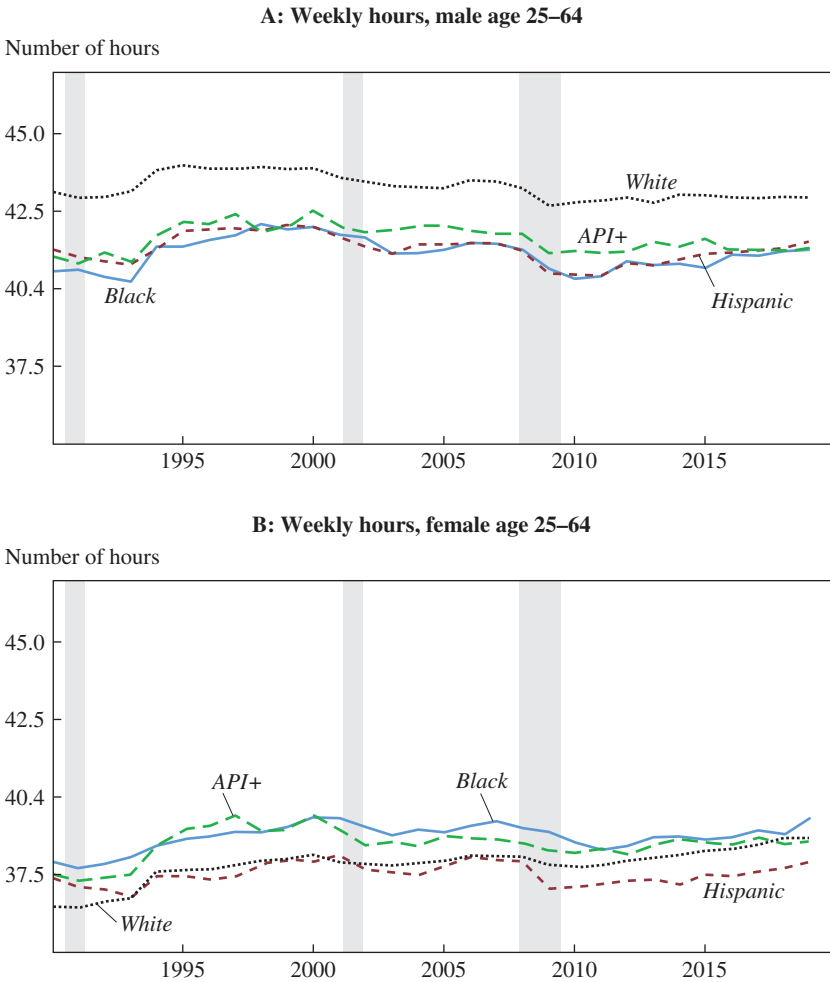 A: Weekly hours, male age 25–64
Number of hours
45.0
White
42.5
API+
40.4
Black
Hispanic
37.5
1995 2000 2005 2010 2015
B: Weekly hours, female age 25–64
Number of hours
45.0
42.5
API+ Black
40.4
37.5
Hispanic
White
1995 2000 2005 2010 2015